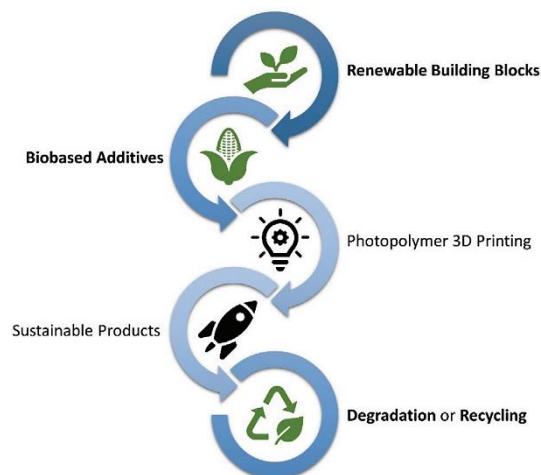 Renewable Building Blocks
Biobased Additives
Photopolymer 3D Printing
Sustainable Products
Degradation or Recycling